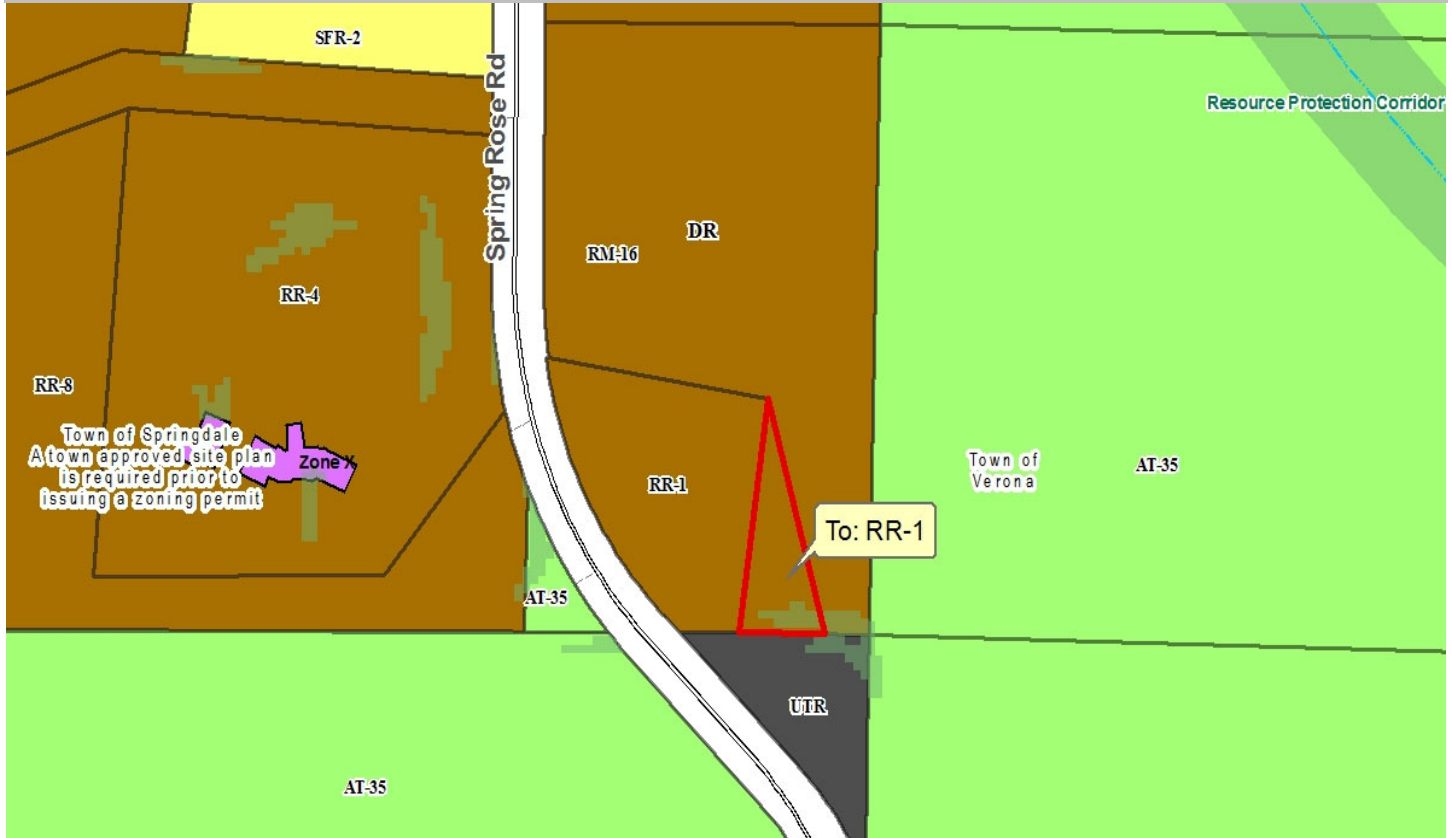 SFR-2
Spring Rose Rd
Resource Protection Corridor
DR
RM-16
RR-4
RR-8
Town of Springdale
A town approved site plan
is required prior to
issuing a zoning permit
Zone X
RR-1
Town of
Verona
AT-35
To: RR-1
AT-35
UTR
AT-35